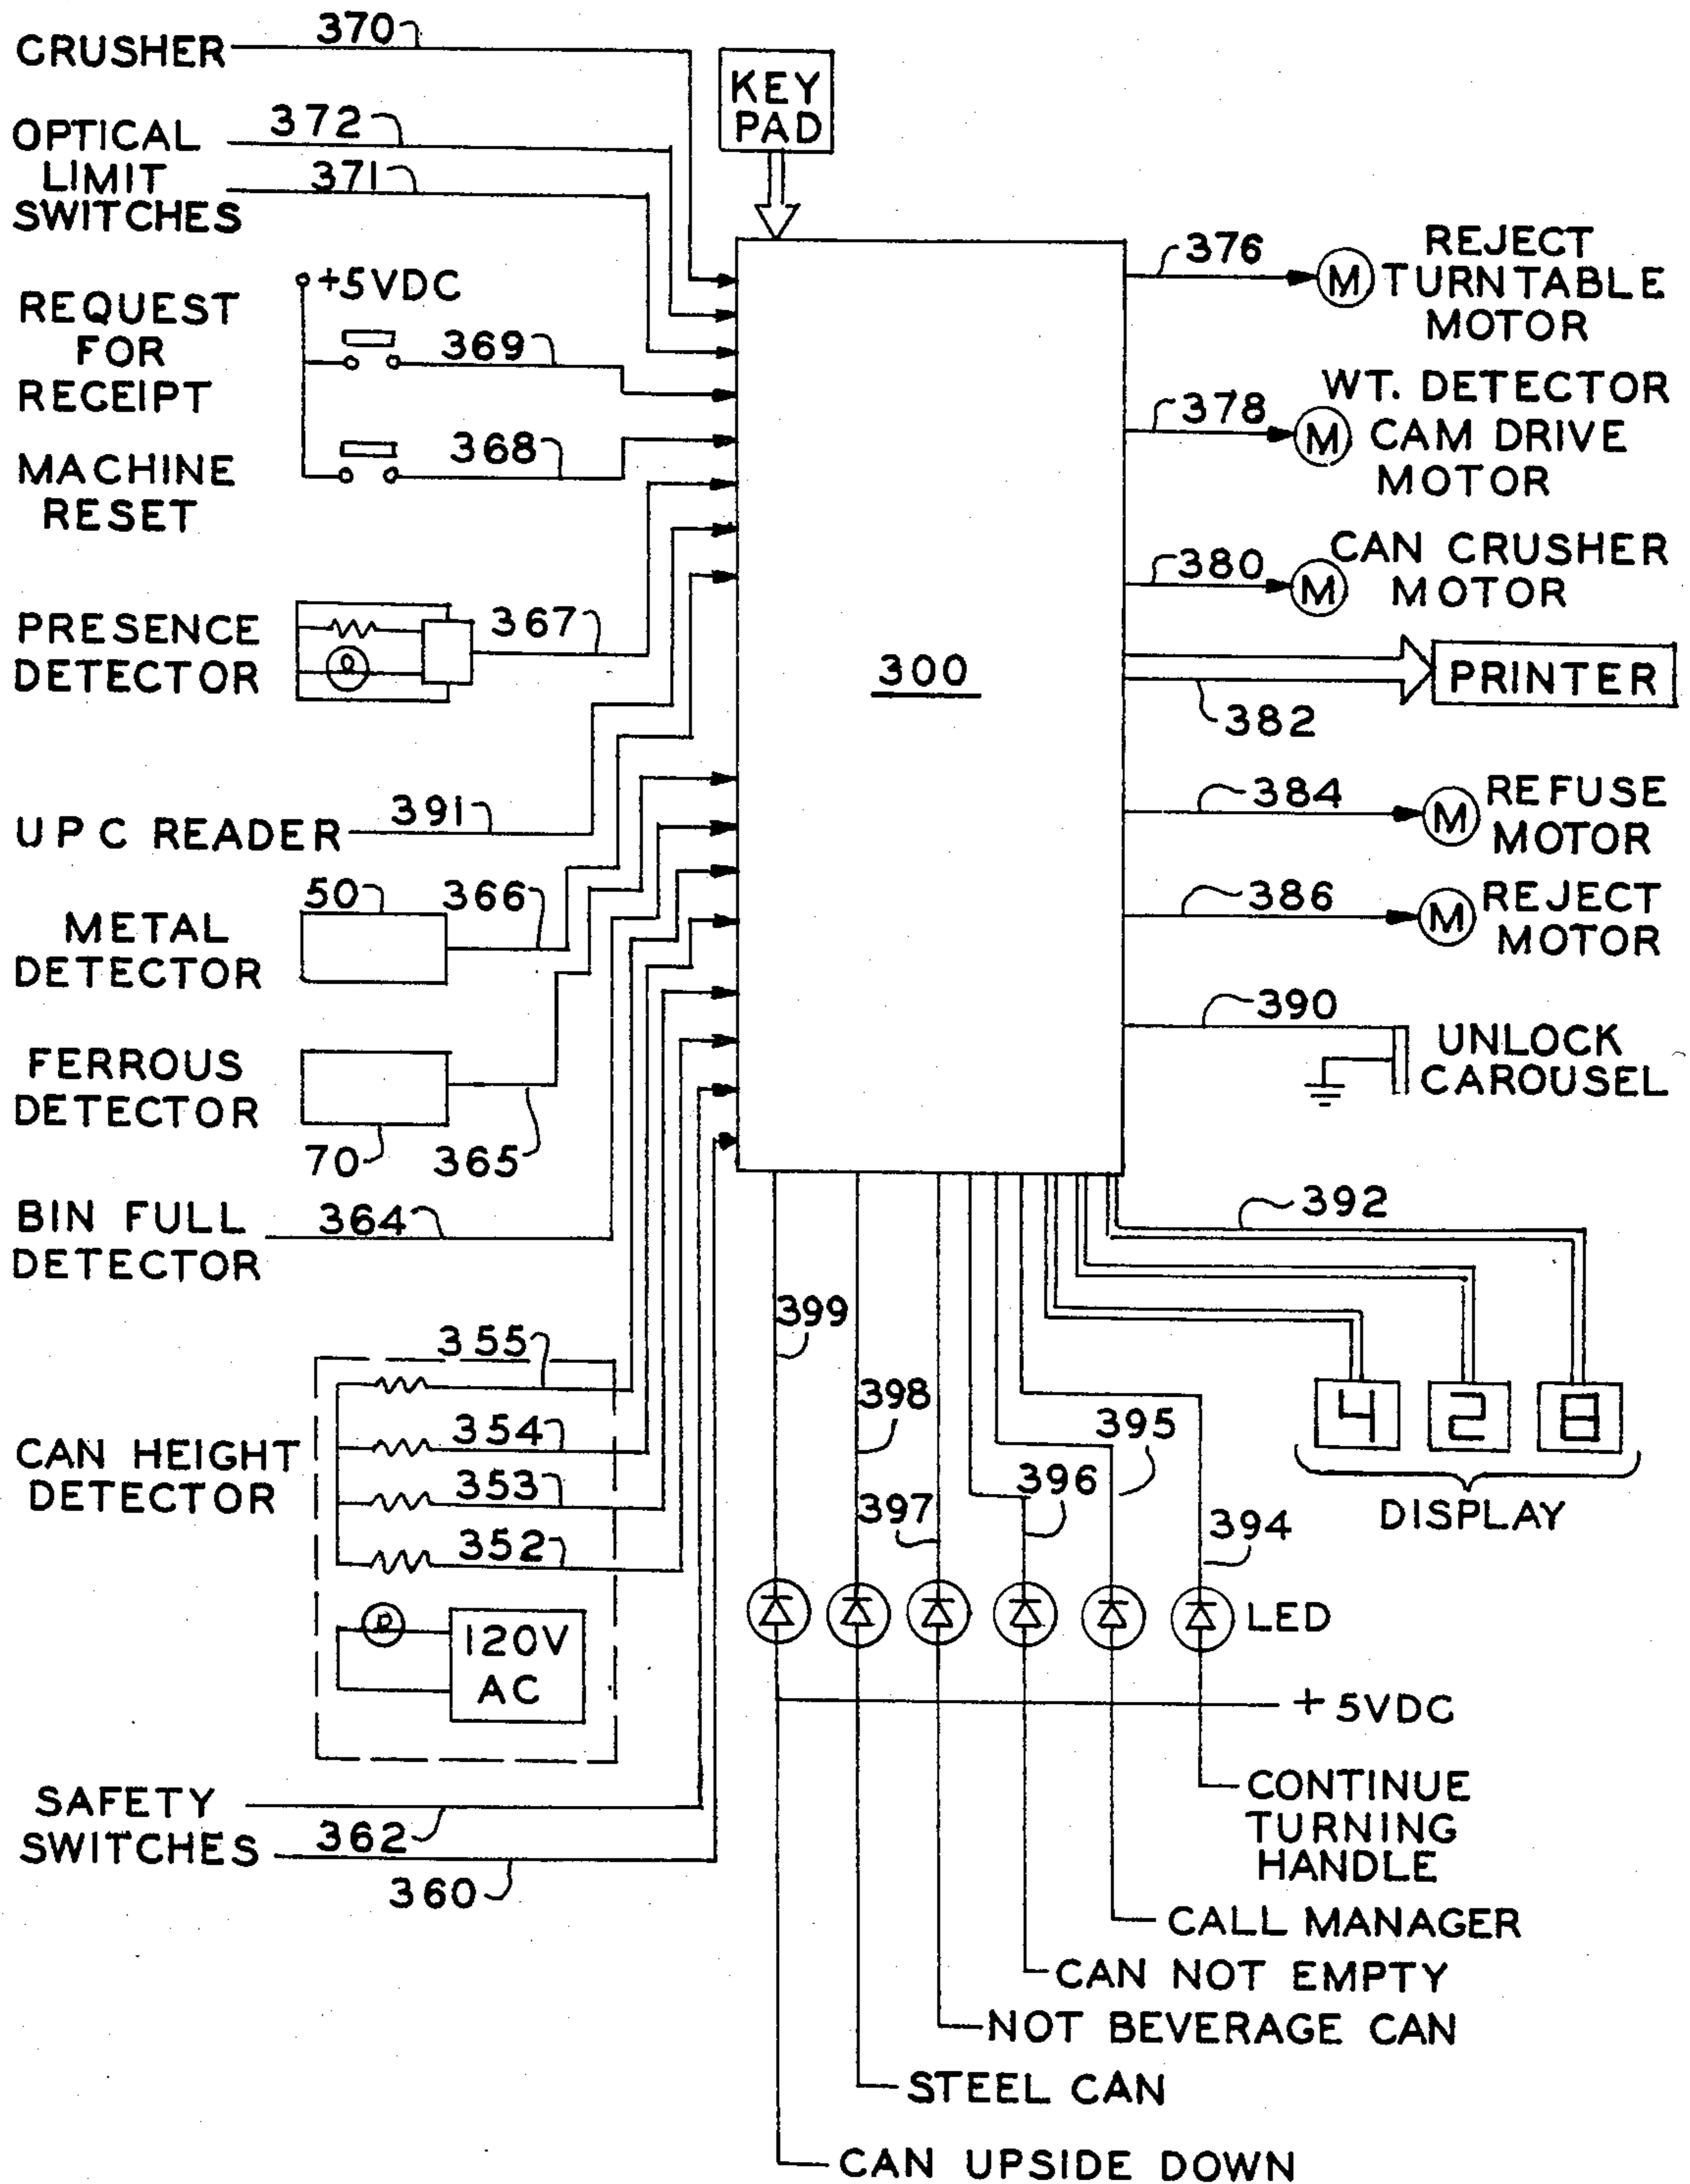 CRUSHER
370
KEY
PAD
OPTICAL
LIMIT
SWITCHES
372
371
REQUEST
FOR
RECEIPT
+5VDC
369
MACHINE
RESET
368
PRESENCE
DETECTOR
367
UPC READER
391
METAL
DETECTOR
50
366
FERROUS
DETECTOR
70
365
BIN FULL
DETECTOR
364
CAN HEIGHT
DETECTOR
355
354
353
352
120V
AC
SAFETY
SWITCHES
362
360
300
376
M
REJECT
TURNTABLE
MOTOR
378
M
WT. DETECTOR
CAM DRIVE
MOTOR
380
M
CAN CRUSHER
MOTOR
PRINTER
382
384
M
REFUSE
MOTOR
386
M
REJECT
MOTOR
390
UNLOCK
CAROUSEL
392
4 2 8
DISPLAY
399
398
397
396
395
394
LED
+5VDC
CONTINUE
TURNING
HANDLE
CALL MANAGER
CAN NOT EMPTY
NOT BEVERAGE CAN
STEEL CAN
CAN UPSIDE DOWN